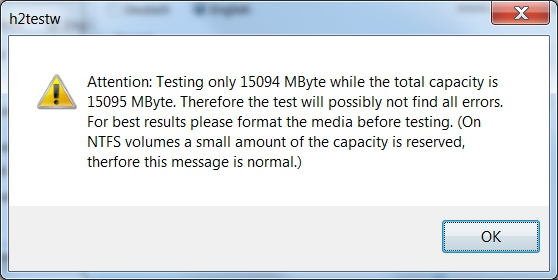 h2testw
Attention: Testing only 15094 MByte while the total capacity is
15095 MByte. Therefore the test will possibly not find all errors.
For best results please format the media before testing. (On
NTFS volumes a small amount of the capacity is reserved,
therfore this message is normal.)
OK